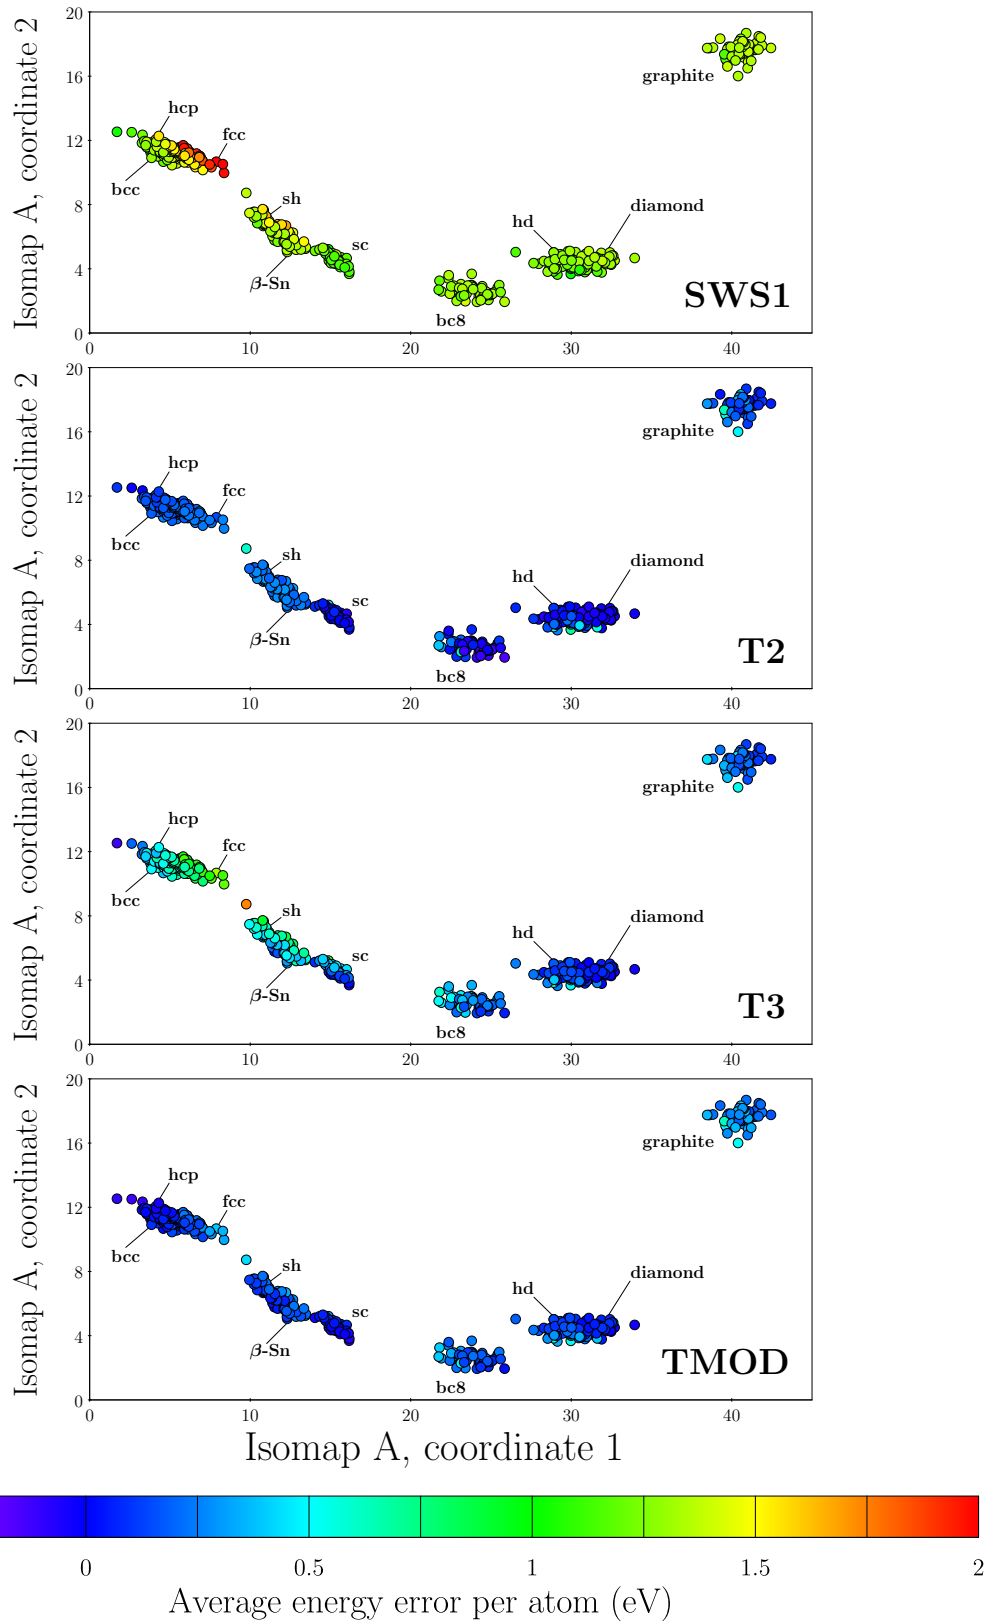 20
16
12
8
4
0
Isomap A, coordinate 2
graphite
hcp
fcc
bcc
sh
diamond
hd
sc
β-Sn
bc8
SWS1
0 10 20 30 40
20
16
12
8
4
0
Isomap A, coordinate 2
graphite
hcp
fcc
bcc
sh
diamond
hd
sc
β-Sn
bc8
T2
0 10 20 30 40
20
16
12
8
4
0
Isomap A, coordinate 2
graphite
hcp
fcc
bcc
sh
diamond
hd
sc
β-Sn
bc8
T3
0 10 20 30 40
20
16
12
8
4
0
Isomap A, coordinate 2
graphite
hcp
fcc
bcc
sh
diamond
hd
sc
β-Sn
bc8
TMOD
0 10 20 30 40
Isomap A, coordinate 1
0 0.5 1 1.5 2
Average energy error per atom (eV)